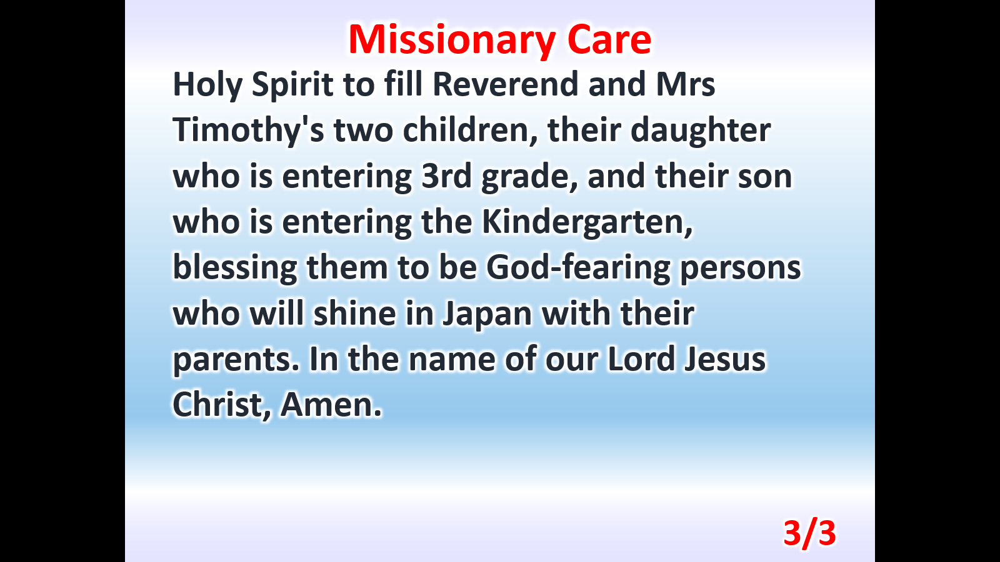 Missionary Care
Holy Spirit to fill Reverend and Mrs
Timothy's two children, their daughter
who is entering 3rd grade, and their son
who is entering the Kindergarten,
blessing them to be God-fearing persons
who will shine in Japan with their
parents. In the name of our Lord Jesus
Christ, Amen.
3/3